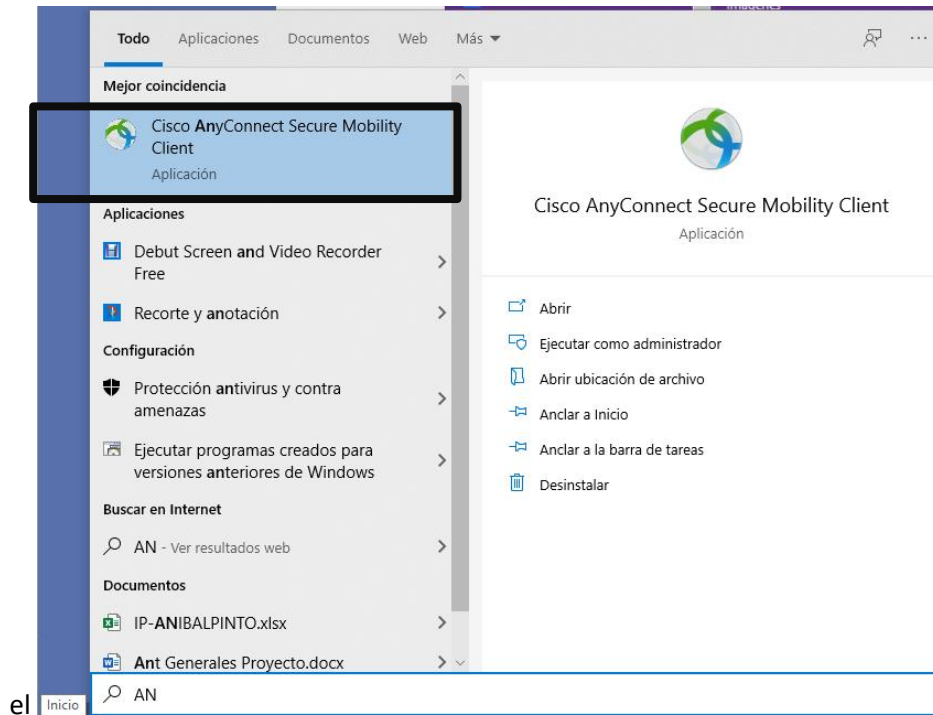 imágenes
Todo Aplicaciones Documentos Web Más
Mejor coincidencia
Cisco AnyConnect Secure Mobility
Client
Aplicación
Aplicaciones
Debut Screen and Video Recorder
Free
Recorte y anotación
Configuración
Protección antivirus y contra
amenazas
Ejecutar programas creados para
versiones anteriores de Windows
Buscar en Internet
AN - Ver resultados web
Documentos
IP-ANIBALPINTO.xlsx
Ant Generales Proyecto.docx
Cisco AnyConnect Secure Mobility Client
Aplicación
Abrir
Ejecutar como administrador
Abrir ubicación de archivo
Anclar a Inicio
Anclar a la barra de tareas
Desinstalar
el Inicio AN